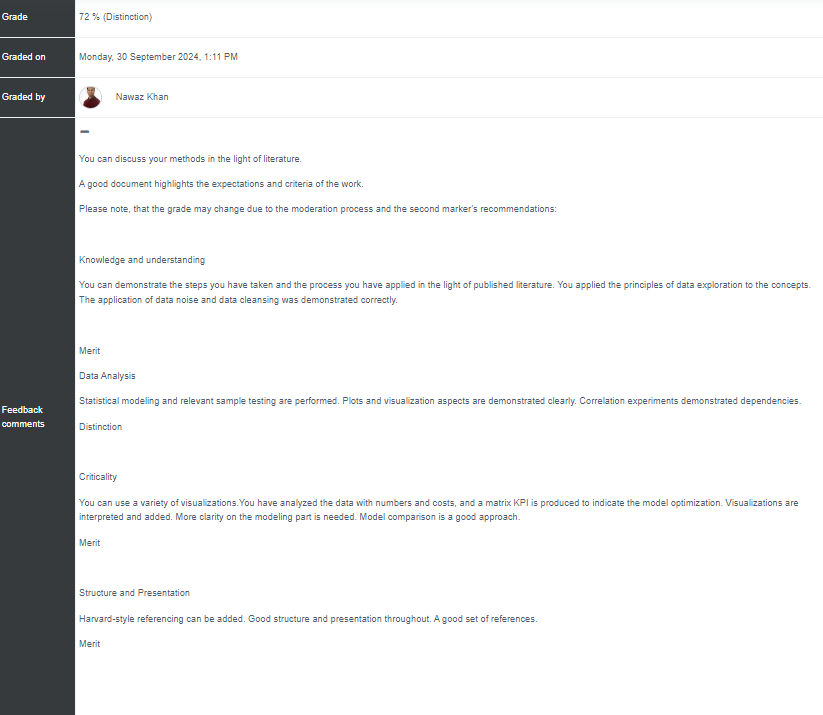 Grade
72 % (Distinction)
Graded on
Monday, 30 September 2024, 1:11 PM
Graded by
Nawaz Khan
Feedback
comments
You can discuss your methods in the light of literature.
A good document highlights the expectations and criteria of the work.
Please note, that the grade may change due to the moderation process and the second marker's recommendations:
Knowledge and understanding
You can demonstrate the steps you have taken and the process you have applied in the light of published literature. You applied the principles of data exploration to the concepts.
The application of data noise and data cleansing was demonstrated correctly.
Merit
Data Analysis
Statistical modeling and relevant sample testing are performed. Plots and visualization aspects are demonstrated clearly. Correlation experiments demonstrated dependencies.
Distinction
Criticality
You can use a variety of visualizations.You have analyzed the data with numbers and costs, and a matrix KPI is produced to indicate the model optimization. Visualizations are
interpreted and added. More clarity on the modeling part is needed. Model comparison is a good approach.
Merit
Structure and Presentation
Harvard-style referencing can be added. Good structure and presentation throughout. A good set of references.
Merit